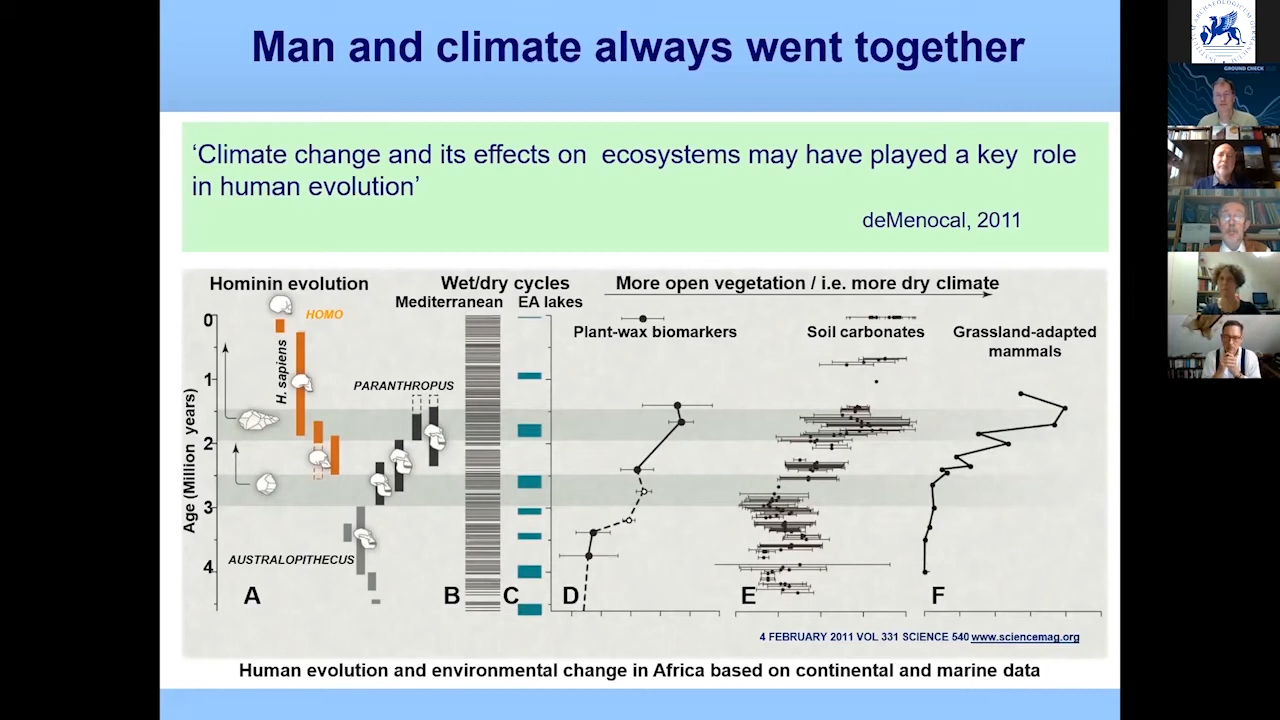 Man and climate always went together
‘Climate change and its effects on ecosystems may have played a key role
in human evolution’
deMenocal, 2011
Hominin evolution
Wet/dry cycles
More open vegetation / i.e. more dry climate
Mediterranean
EA lakes
HOMO
Plant-wax biomarkers
Soil carbonates
Grassland-adapted
mammals
H. sapiens
PARANTHROPUS
AUSTRALOPITHECUS
Age (Million years)
0
1
2
3
4
A
B
C
D
E
F
4 FEBRUARY 2011 VOL 331 SCIENCE 540 www.sciencemag.org
Human evolution and environmental change in Africa based on continental and marine data
GROUND CHECK